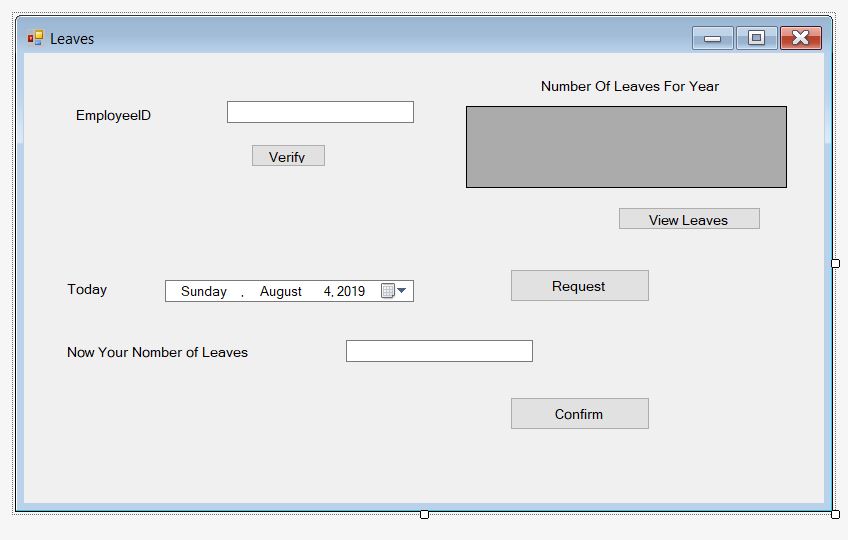 Leaves
Number Of Leaves For Year
EmployeeID
Verify
View Leaves
Today
Sunday , August 4, 2019
Request
Now Your Nomber of Leaves
Confirm